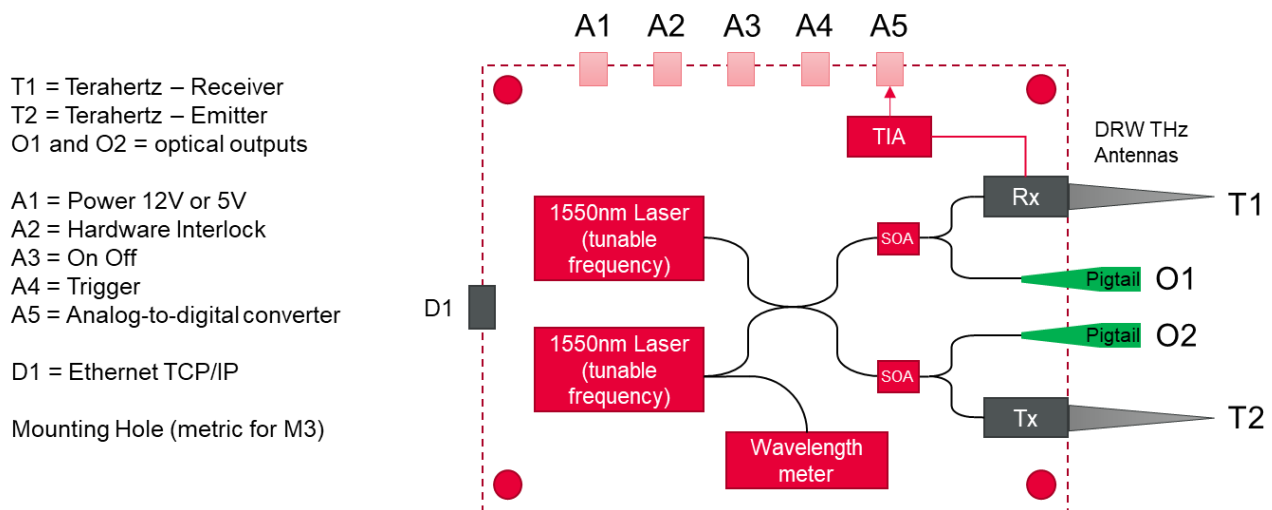 A1 A2 A3 A4 A5
T1 = Terahertz – Receiver
T2 = Terahertz – Emitter
O1 and O2 = optical outputs
A1 = Power 12V or 5V
A2 = Hardware Interlock
A3 = On Off
A4 = Trigger
A5 = Analog-to-digital converter
D1 = Ethernet TCP/IP
Mounting Hole (metric for M3)
D1
TIA
DRW THz
Antennas
1550nm Laser
(tunable
frequency)
SOA
Rx
T1
Pigtail O1
1550nm Laser
(tunable
frequency)
Pigtail O2
SOA
Tx
T2
Wavelength
meter